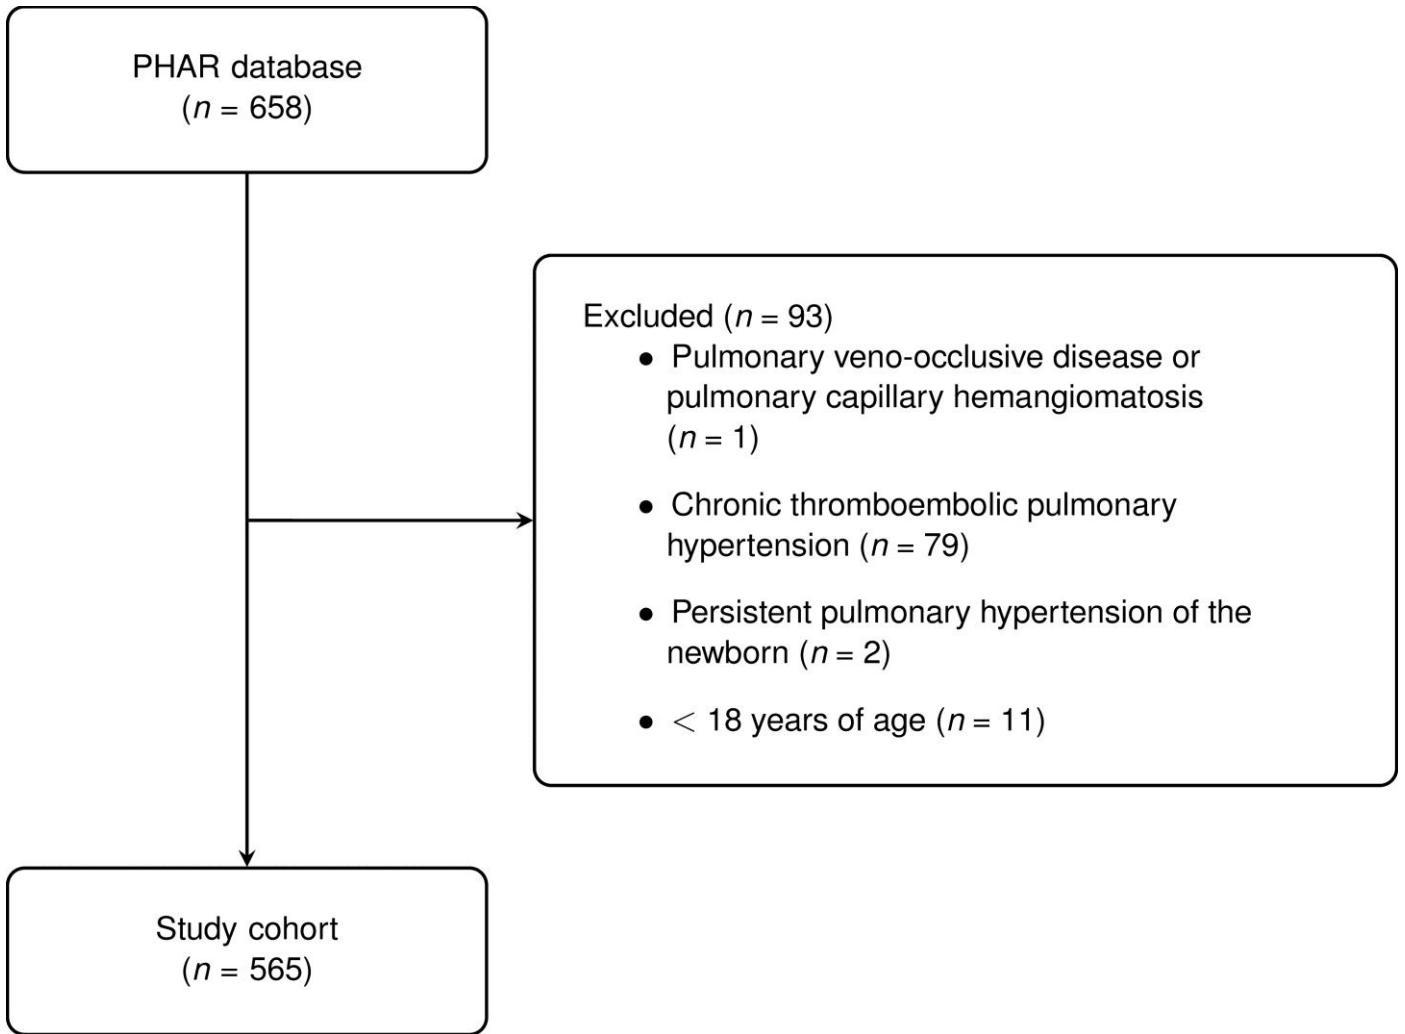 PHAR database
(n = 658)
Excluded (n = 93)
• Pulmonary veno-occlusive disease or
pulmonary capillary hemangiomatosis
(n = 1)
• Chronic thromboembolic pulmonary
hypertension (n = 79)
• Persistent pulmonary hypertension of the
newborn (n = 2)
• < 18 years of age (n = 11)
Study cohort
(n = 565)